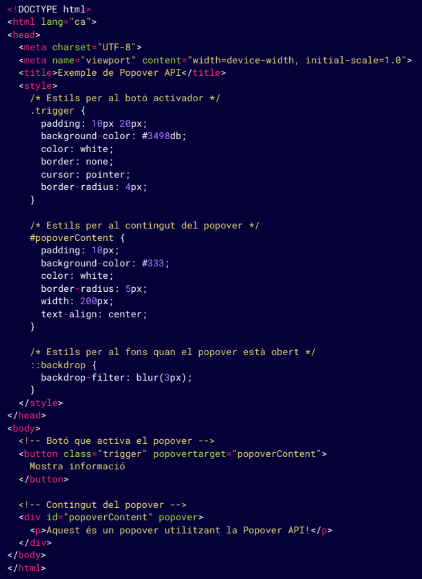 <!DOCTYPE html>
<html lang="ca">
<head>
  <meta charset="UTF-8">
  <meta name="viewport" content="width=device-width, initial-scale=1.0">
  <title>Exemple de Popover API</title>
  <style>
    /* Estils per al botó activador */
    .trigger {
      padding: 10px 20px;
      background-color: #3498db;
      color: white;
      border: none;
      cursor: pointer;
      border-radius: 4px;
    }

    /* Estils per al contingut del popover */
    #popoverContent {
      padding: 10px;
      background-color: #333;
      color: white;
      border-radius: 5px;
      width: 200px;
      text-align: center;
    }

    /* Estils per al fons quan el popover està obert */
    ::backdrop {
      backdrop-filter: blur(3px);
    }
  </style>
</head>
<body>
  <!-- Botó que activa el popover -->
  <button class="trigger" popovertarget="popoverContent">
    Mostra informació
  </button>

  <!-- Contingut del popover -->
  <div id="popoverContent" popover>
    <p>Aquest és un popover utilitzant la Popover API!</p>
  </div>
</body>
</html>